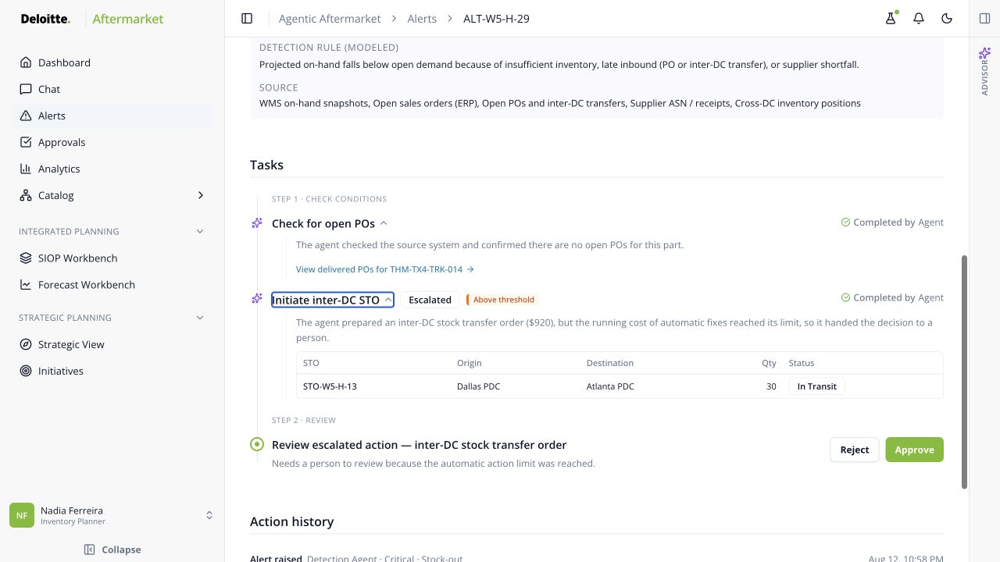 Deloitte. Aftermarket
Dashboard
Chat
Alerts
Approvals
Analytics
Catalog
INTEGRATED PLANNING
SIOP Workbench
Forecast Workbench
STRATEGIC PLANNING
Strategic View
Initiatives
NF
Nadia Ferreira
Inventory Planner
Collapse
Agentic Aftermarket > Alerts > ALT-W5-H-29
DETECTION RULE (MODELED)
Projected on-hand falls below open demand because of insufficient inventory, late inbound (PO or inter-DC transfer), or supplier shortfall.
SOURCE
WMS on-hand snapshots, Open sales orders (ERP), Open POs and inter-DC transfers, Supplier ASN / receipts, Cross-DC inventory positions
Tasks
STEP 1 · CHECK CONDITIONS
Check for open POs
Completed by Agent
The agent checked the source system and confirmed there are no open POs for this part.
View delivered POs for THM-TX4-TRK-014 →
Initiate inter-DC STO
Escalated
Above threshold
Completed by Agent
The agent prepared an inter-DC stock transfer order ($920), but the running cost of automatic fixes reached its limit, so it handed the decision to a
person.
STO Origin Destination Qty Status
STO-W5-H-13 Dallas PDC Atlanta PDC 30 In Transit
STEP 2 · REVIEW
Review escalated action — inter-DC stock transfer order
Needs a person to review because the automatic action limit was reached.
Reject
Approve
Action history
Alert raised Detection Agent · Critical · Stock-out
Aug 12, 10:58 PM
ADVISOR